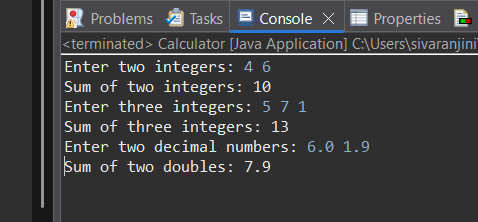 Problems Tasks Console Properties
<terminated> Calculator [Java Application] C:\Users\sivaranjini\
Enter two integers: 4 6
Sum of two integers: 10
Enter three integers: 5 7 1
Sum of three integers: 13
Enter two decimal numbers: 6.0 1.9
Sum of two doubles: 7.9